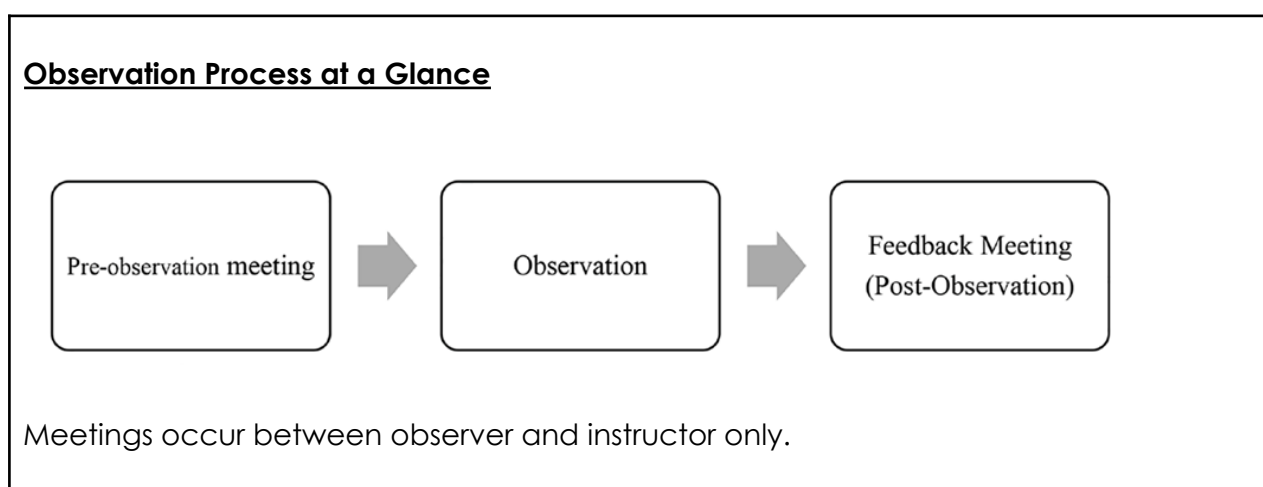 Observation Process at a Glance
Pre-observation meeting
Observation
Feedback Meeting
(Post-Observation)
Meetings occur between observer and instructor only.